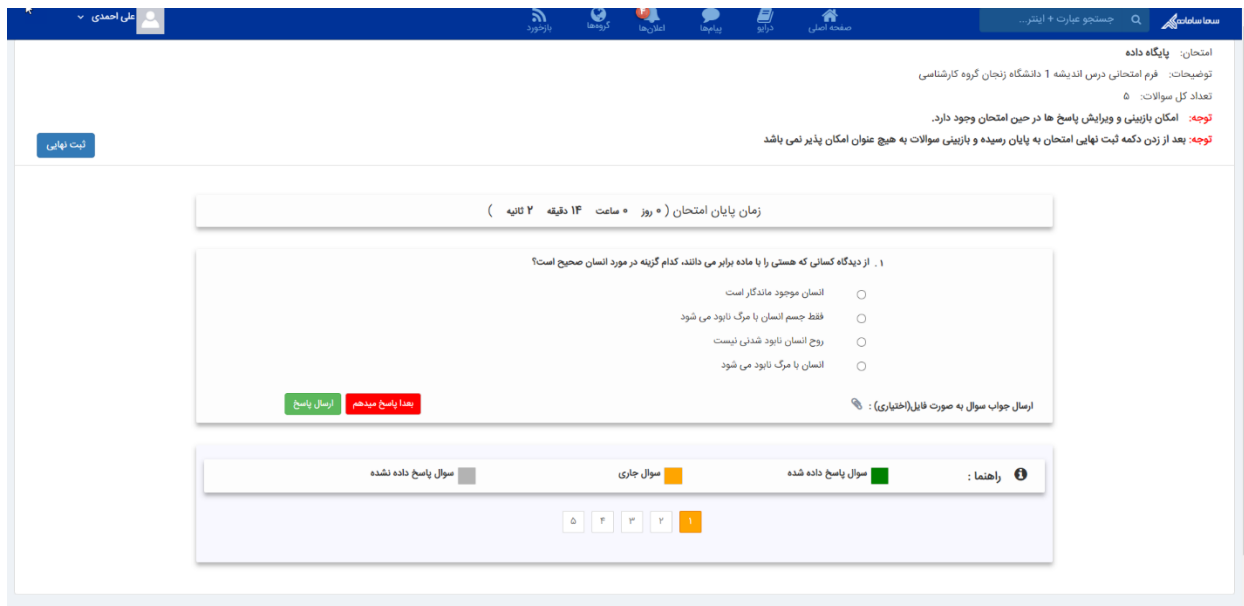 سما سامانه
جستجو عبارت + اینتر...
صفحه اصلی
درایو
پیام‌ها
۴
اعلان‌ها
گروه‌ها
بازخورد
علی احمدی
امتحان: پایگاه داده
توضیحات: فرم امتحانی درس اندیشه 1 دانشگاه زنجان گروه کارشناسی
تعداد کل سوالات: ۵
توجه: امکان بازبینی و ویرایش پاسخ ها در حین امتحان وجود دارد.
توجه: بعد از زدن دکمه ثبت نهایی امتحان به پایان رسیده و بازبینی سوالات به هیچ عنوان امکان پذیر نمی باشد
ثبت نهایی
زمان پایان امتحان ( ۰ روز ۰ ساعت ۱۴ دقیقه ۲ ثانیه )
۱. از دیدگاه کسانی که هستی را با ماده برابر می دانند، کدام گزینه در مورد انسان صحیح است؟
انسان موجود ماندگار است
فقط جسم انسان با مرگ نابود می شود
روح انسان نابود شدنی نیست
انسان با مرگ نابود می شود
ارسال جواب سوال به صورت فایل(اختیاری) :
بعدا پاسخ میدهم
ارسال پاسخ
راهنما :
سوال پاسخ داده شده
سوال جاری
سوال پاسخ داده نشده
۱ ۲ ۳ ۴ ۵